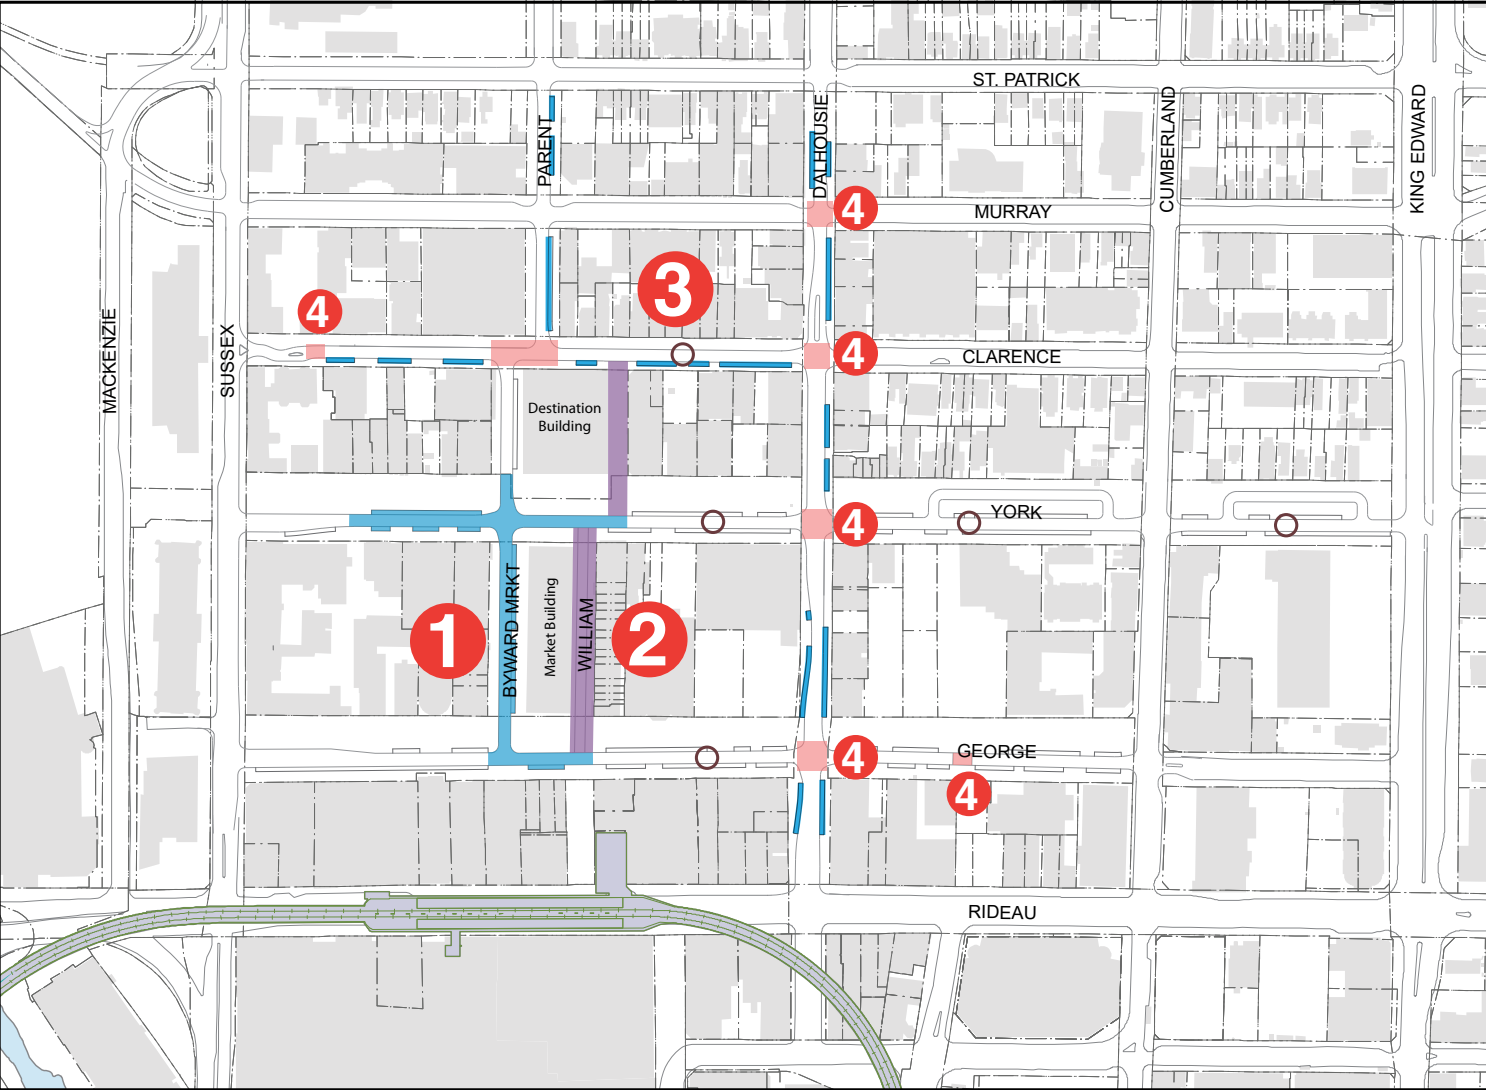 ST. PATRICK
PARENT
DALHOUSIE
CUMBERLAND
KING EDWARD
4
MURRAY
3
4
MACKENZIE
SUSSEX
4
CLARENCE
Destination
Building
YORK
4
1
BYWARD MRKT
Market Building
WILLIAM
2
GEORGE
4
4
RIDEAU